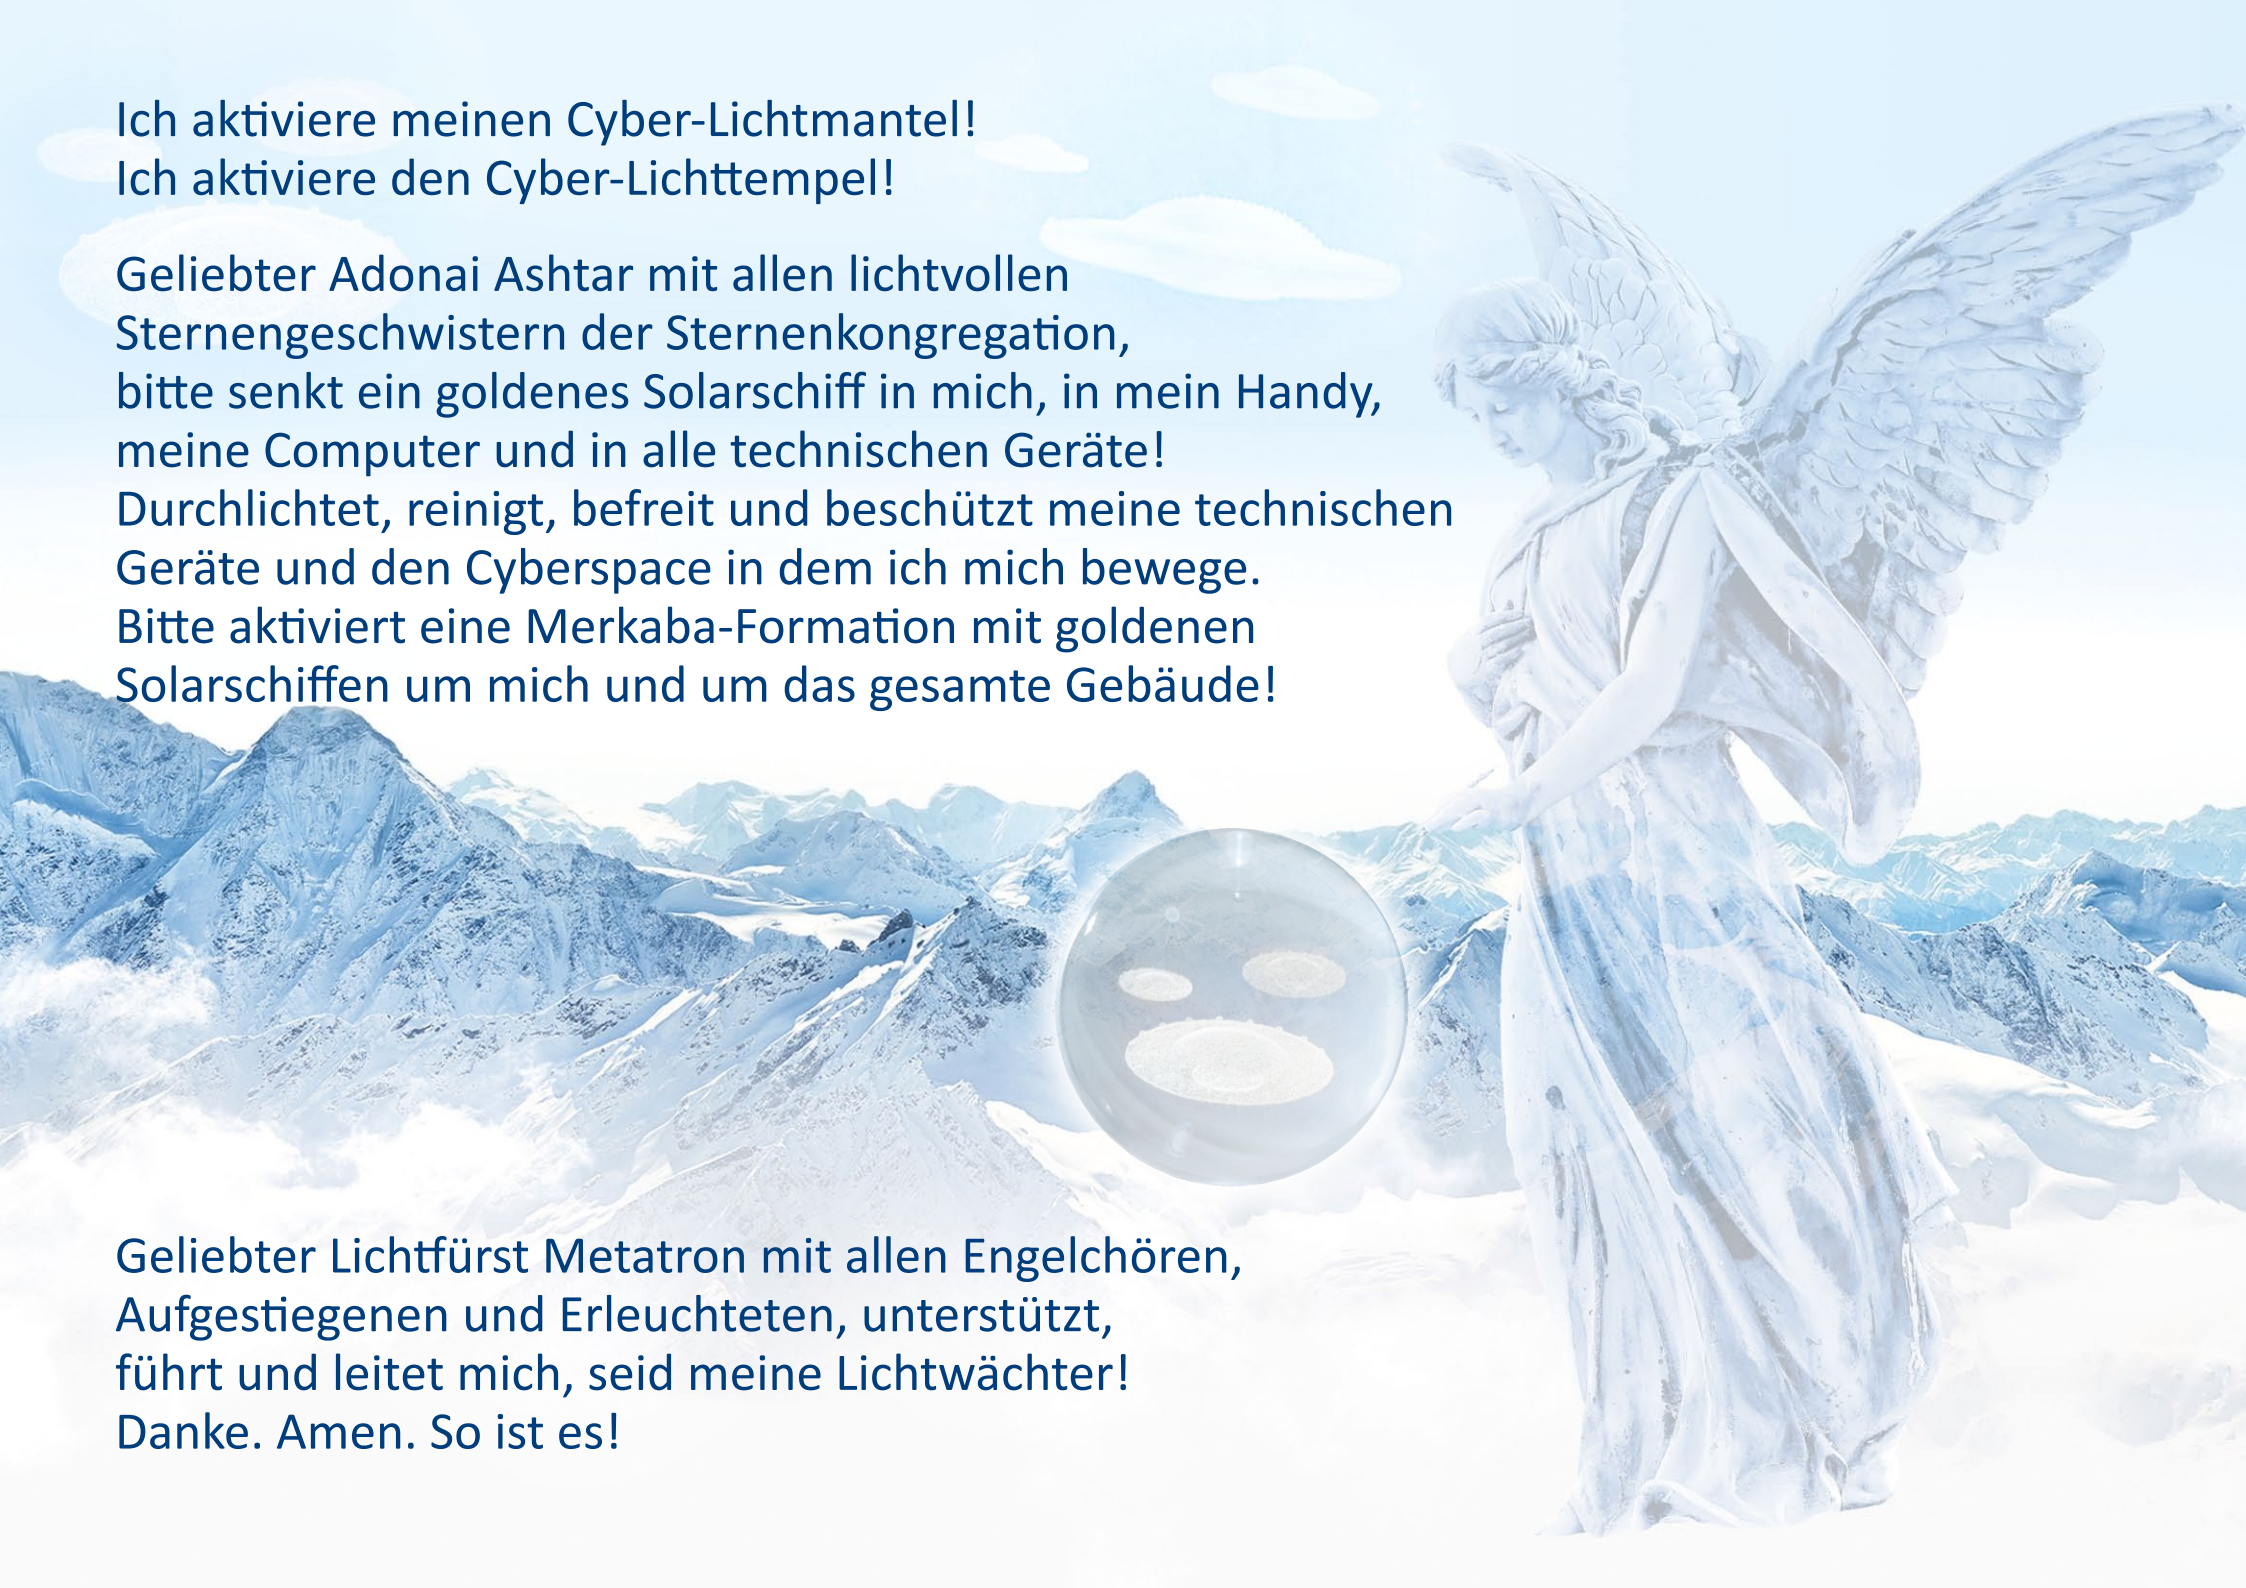 Ich aktiviere meinen Cyber-Lichtmantel!
Ich aktiviere den Cyber-Lichttempel!
Geliebter Adonai Ashtar mit allen lichtvollen
Sternengeschwistern der Sternenkongregation,
bitte senkt ein goldenes Solarschiff in mich, in mein Handy,
meine Computer und in alle technischen Geräte!
Durchlichtet, reinigt, befreit und beschützt meine technischen
Geräte und den Cyberspace in dem ich mich bewege.
Bitte aktiviert eine Merkaba-Formation mit goldenen
Solarschiffen um mich und um das gesamte Gebäude!
Geliebter Lichtfürst Metatron mit allen Engelchören,
Aufgestiegenen und Erleuchteten, unterstützt,
führt und leitet mich, seid meine Lichtwächter!
Danke. Amen. So ist es!